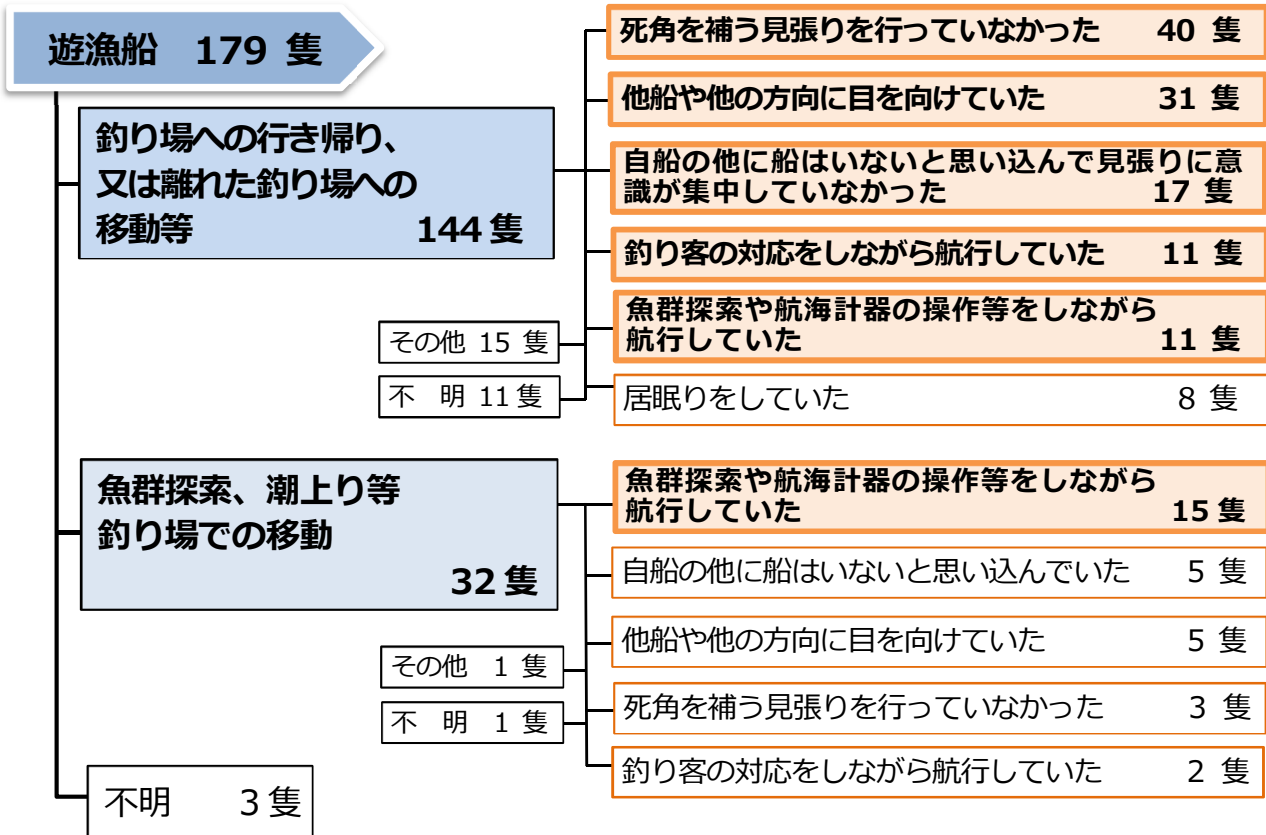 遊漁船 179 隻
釣り場への行き帰り、
又は離れた釣り場への
移動等 144 隻
死角を補う見張りを行っていなかった 40 隻
他船や他の方向に目を向けていた 31 隻
自船の他に船はいないと思い込んで見張りに意
識が集中していなかった 17 隻
釣り客の対応をしながら航行していた 11 隻
魚群探索や航海計器の操作等をしながら
航行していた 11 隻
居眠りをしていた 8 隻
その他 15 隻
不 明 11 隻
魚群探索、潮上り等
釣り場での移動
32 隻
魚群探索や航海計器の操作等をしながら
航行していた 15 隻
自船の他に船はいないと思い込んでいた 5 隻
他船や他の方向に目を向けていた 5 隻
死角を補う見張りを行っていなかった 3 隻
釣り客の対応をしながら航行していた 2 隻
その他 1 隻
不 明 1 隻
不明 3 隻